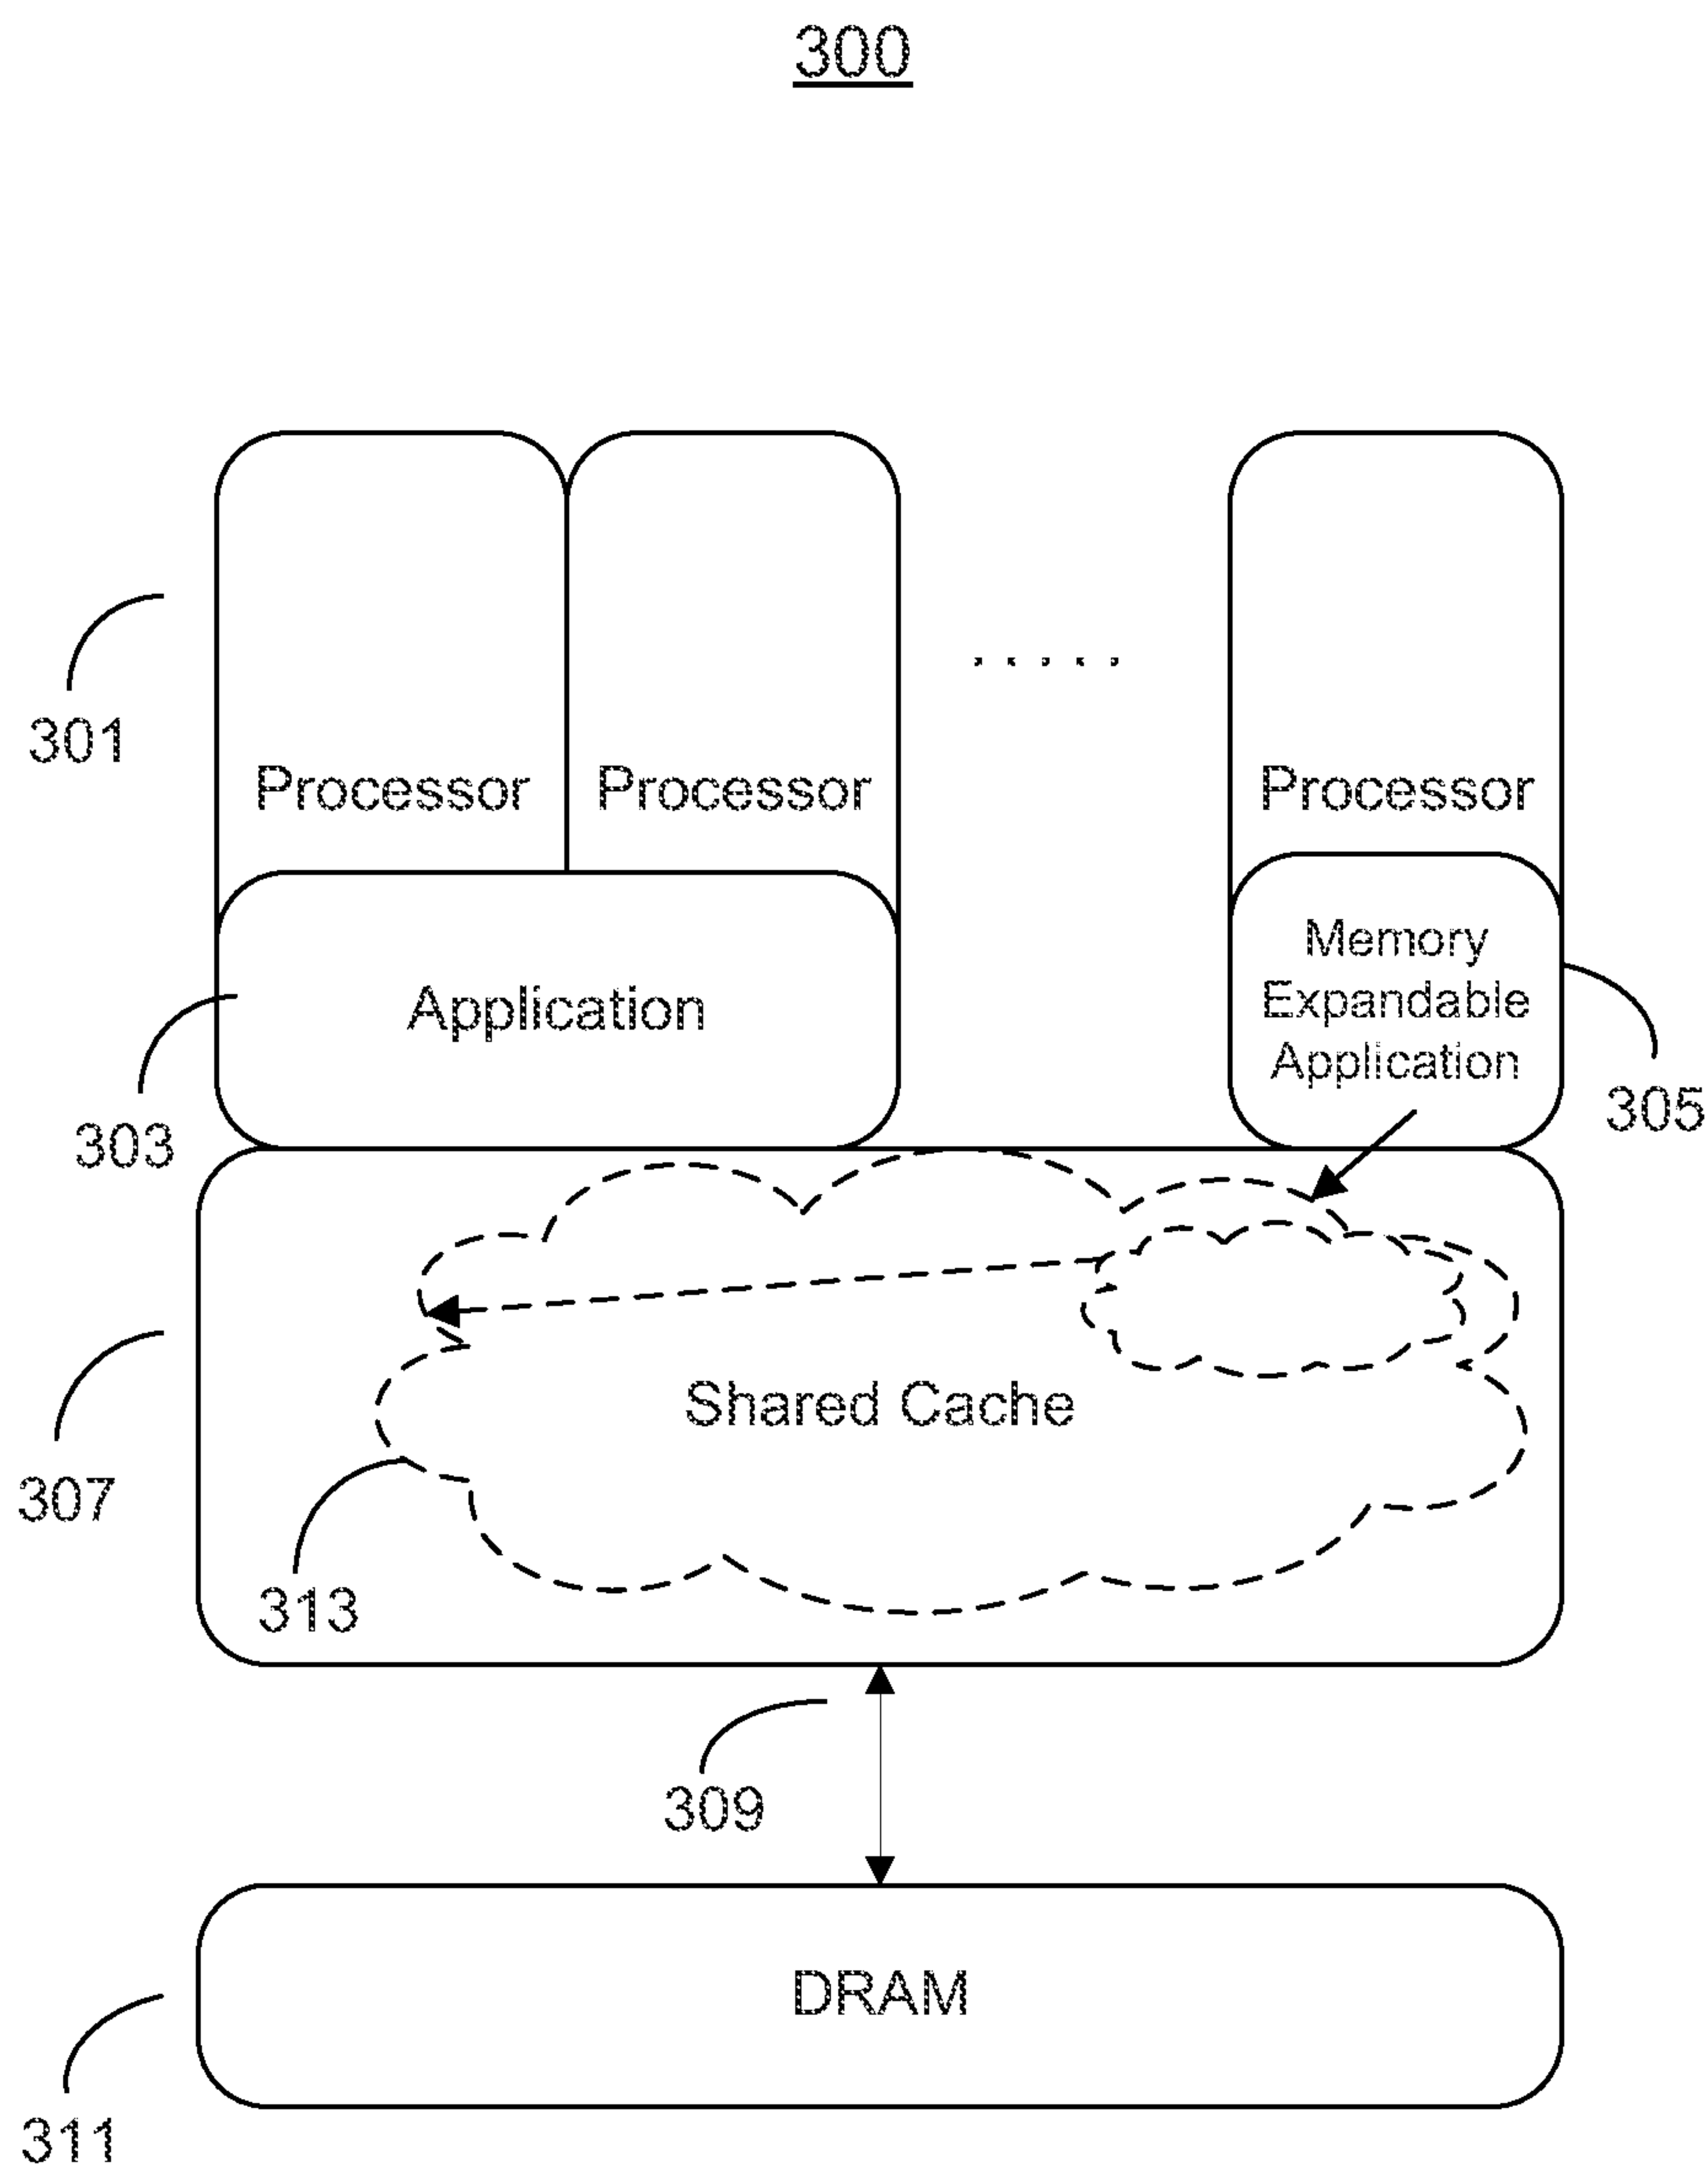 300
301
Processor
Processor
Processor
Application
Memory
Expandable
Application
303
305
Shared Cache
307
313
309
DRAM
311